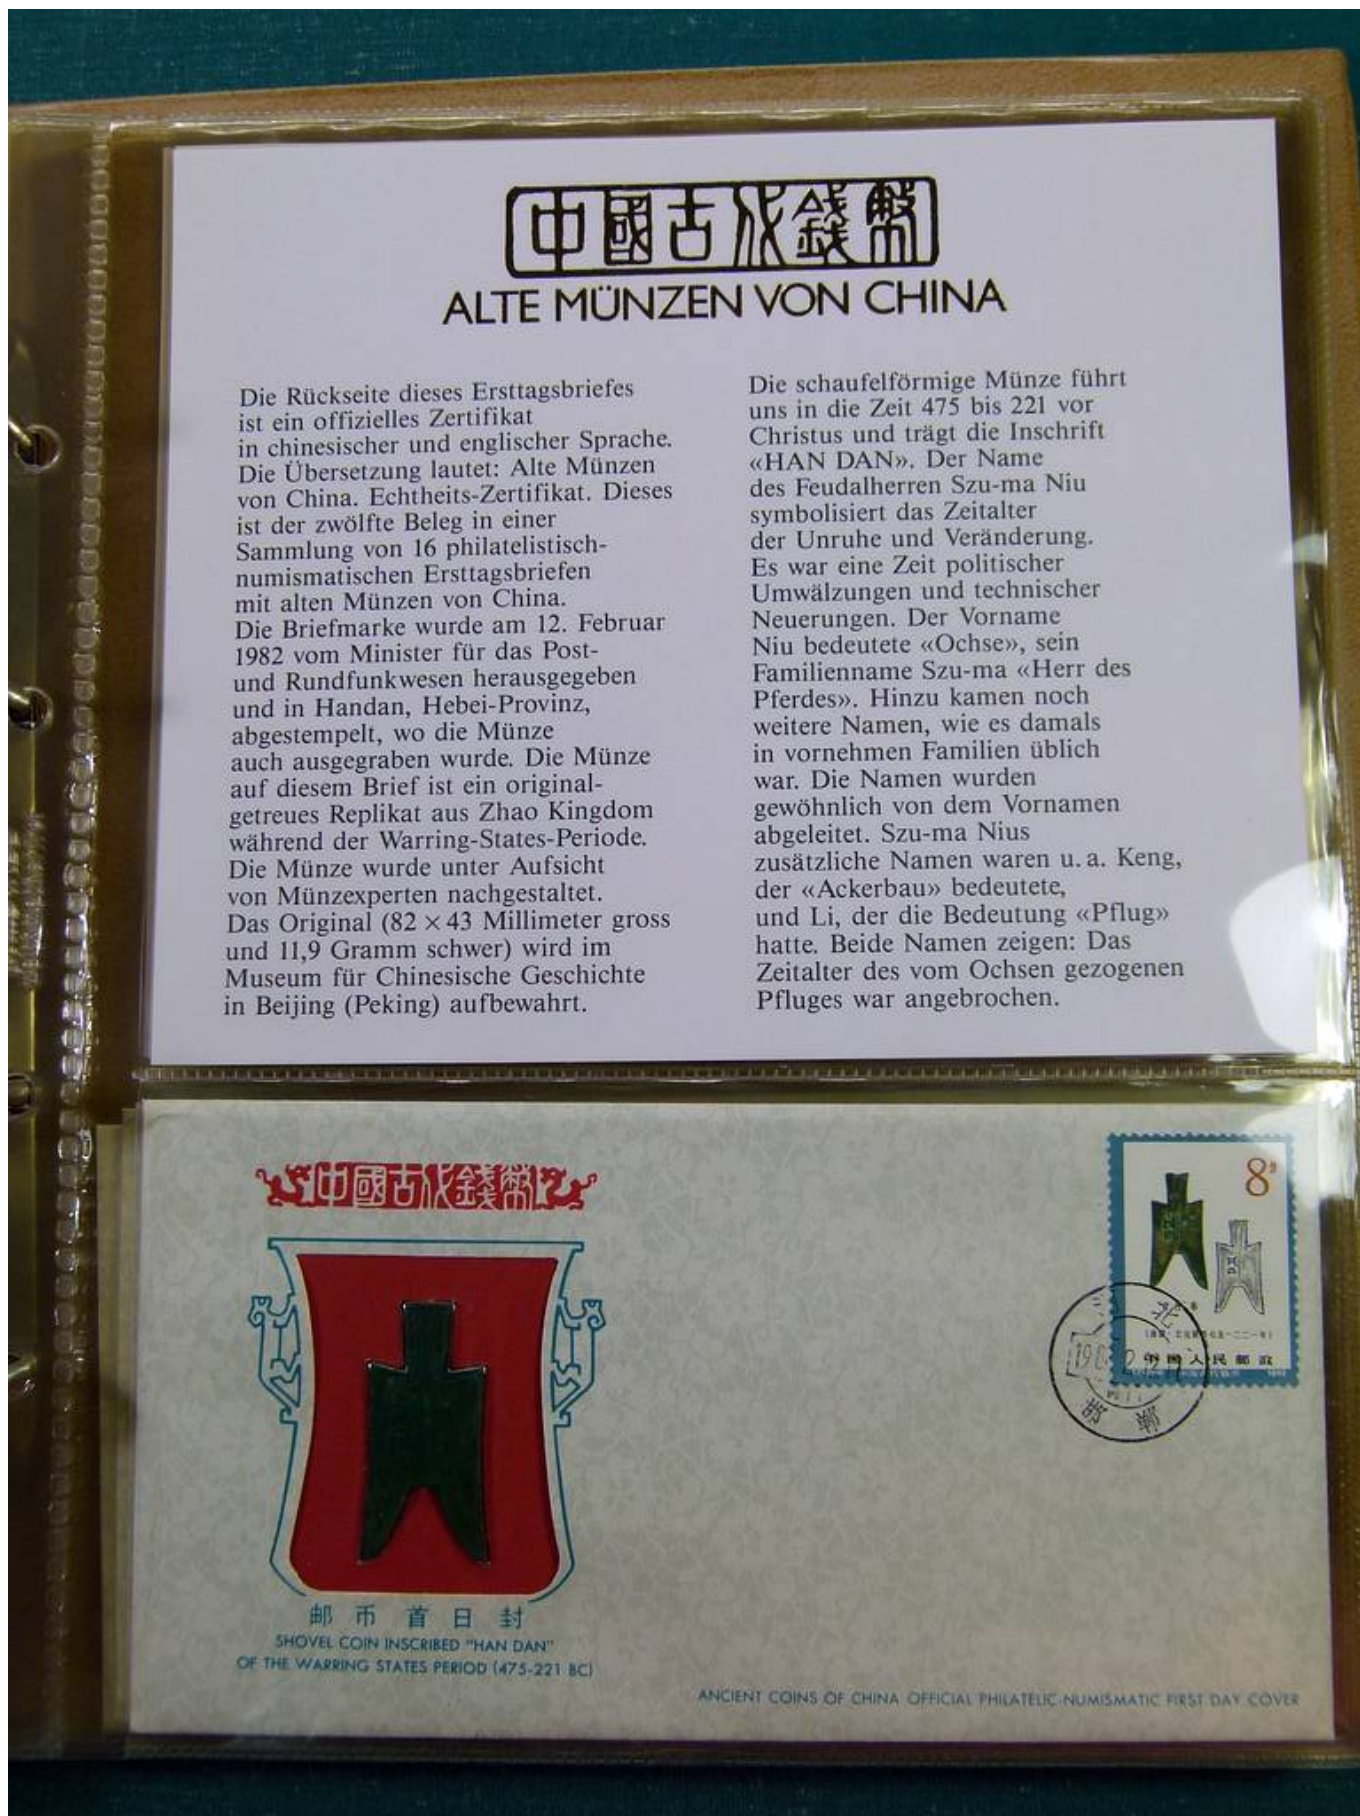 中國古代錢幣
ALTE MÜNZEN VON CHINA
Die Rückseite dieses Ersttagsbriefes
ist ein offizielles Zertifikat
in chinesischer und englischer Sprache.
Die Übersetzung lautet: Alte Münzen
von China. Echtheits-Zertifikat. Dieses
ist der zwölfte Beleg in einer
Sammlung von 16 philatelistisch-
numismatischen Ersttagsbriefen
mit alten Münzen von China.
Die Briefmarke wurde am 12. Februar
1982 vom Minister für das Post-
und Rundfunkwesen herausgegeben
und in Handan, Hebei-Provinz,
abgestempelt, wo die Münze
auch ausgegraben wurde. Die Münze
auf diesem Brief ist ein original-
getreues Replikat aus Zhao Kingdom
während der Warring-States-Periode.
Die Münze wurde unter Aufsicht
von Münzexperten nachgestaltet.
Das Original (82 × 43 Millimeter gross
und 11,9 Gramm schwer) wird im
Museum für Chinesische Geschichte
in Beijing (Peking) aufbewahrt.
Die schaufelförmige Münze führt
uns in die Zeit 475 bis 221 vor
Christus und trägt die Inschrift
«HAN DAN». Der Name
des Feudalherren Szu-ma Niu
symbolisiert das Zeitalter
der Unruhe und Veränderung.
Es war eine Zeit politischer
Umwälzungen und technischer
Neuerungen. Der Vorname
Niu bedeutete «Ochse», sein
Familienname Szu-ma «Herr des
Pferdes». Hinzu kamen noch
weitere Namen, wie es damals
in vornehmen Familien üblich
war. Die Namen wurden
gewöhnlich von dem Vornamen
abgeleitet. Szu-ma Nius
zusätzliche Namen waren u. a. Keng,
der «Ackerbau» bedeutete,
und Li, der die Bedeutung «Pflug»
hatte. Beide Namen zeigen: Das
Zeitalter des vom Ochsen gezogenen
Pfluges war angebrochen.
中國古代錢幣
8
中国人民邮政
邯郸
邮币首日封
SHOVEL COIN INSCRIBED "HAN DAN"
OF THE WARRING STATES PERIOD (475-221 BC)
ANCIENT COINS OF CHINA OFFICIAL PHILATELIC-NUMISMATIC FIRST DAY COVER